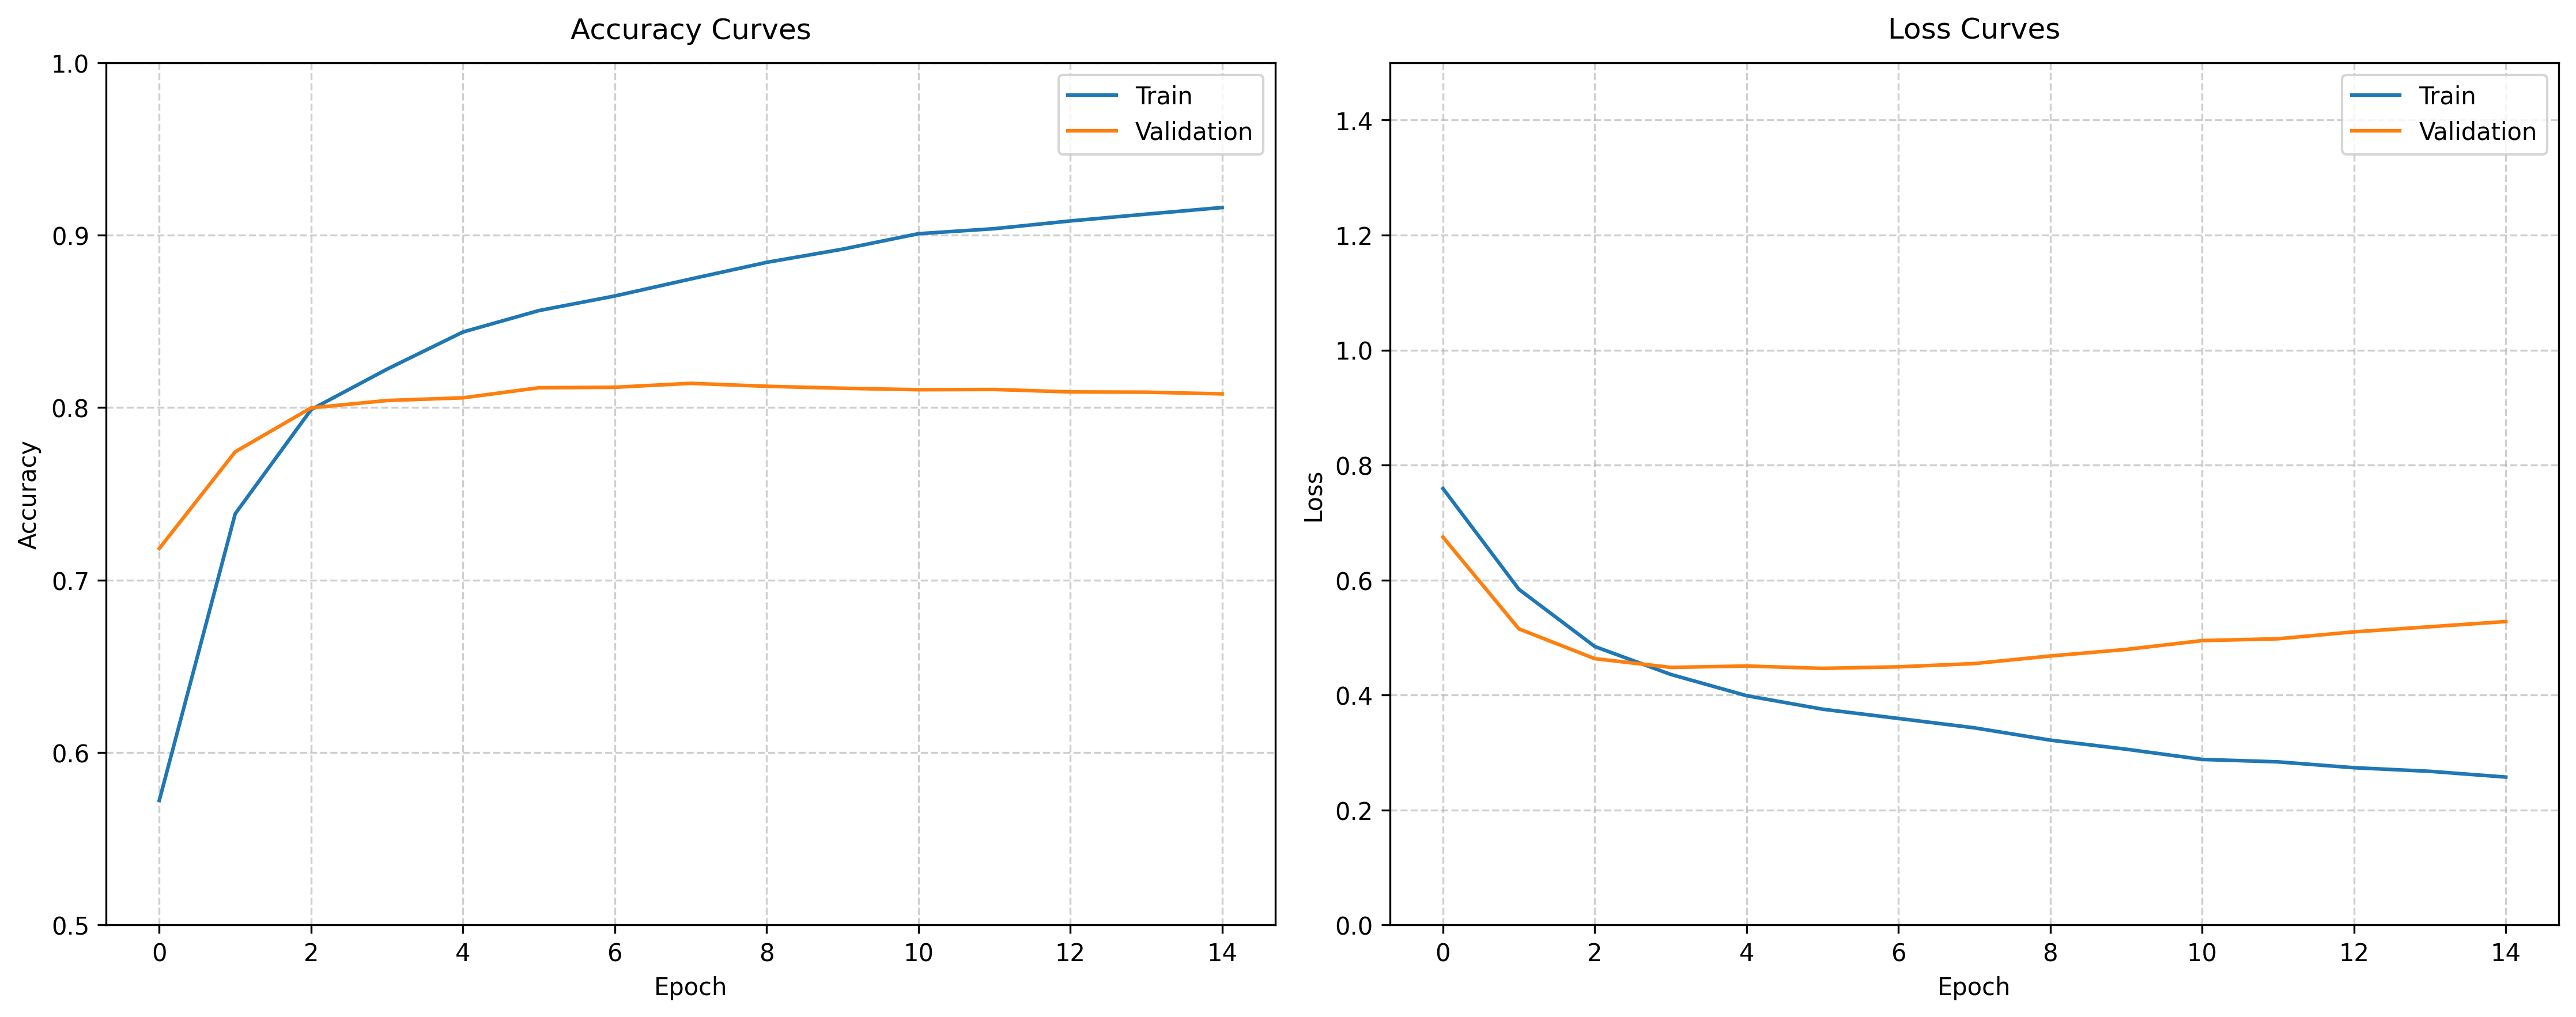 Accuracy Curves
1.0
0.9
0.8
0.7
0.6
0.5
Accuracy
0 2 4 6 8 10 12 14
Epoch
Train
Validation
Loss Curves
1.4
1.2
1.0
0.8
0.6
0.4
0.2
0.0
Loss
0 2 4 6 8 10 12 14
Epoch
Train
Validation